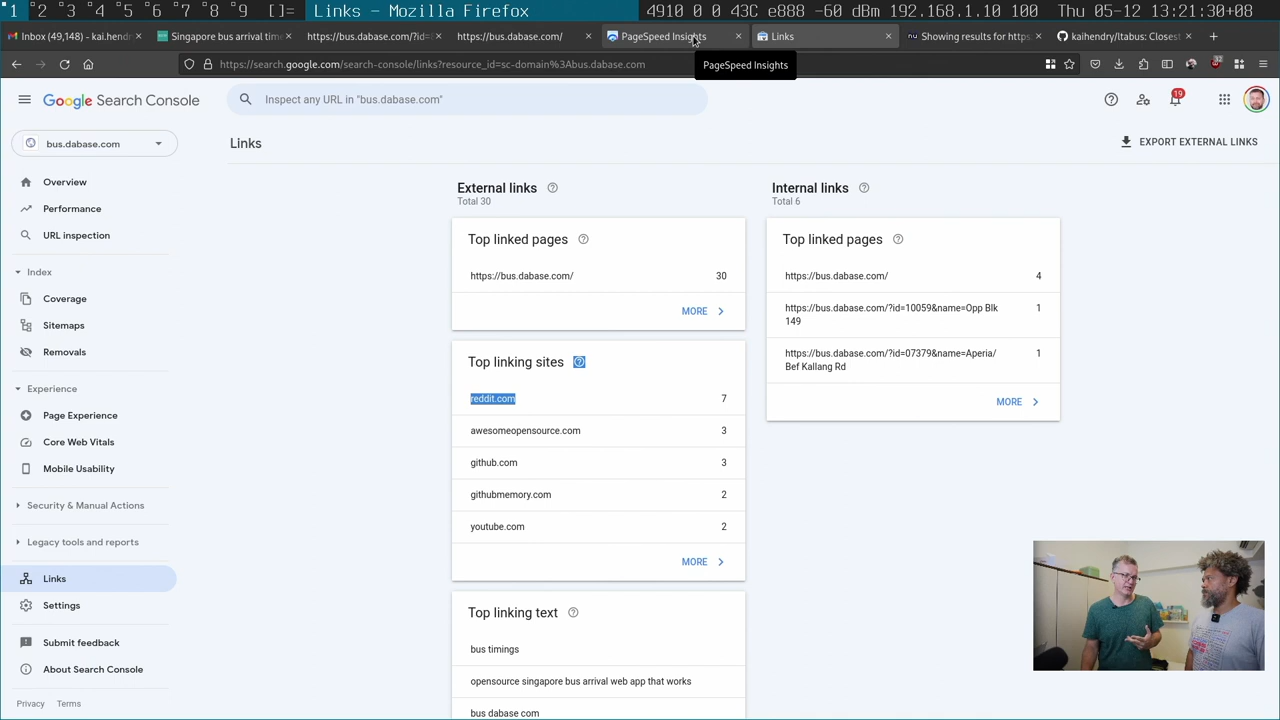 1 2 3 4 5 6 7 8 9 []= Links - Mozilla Firefox 4910 0 0 43C e888 -60 dBm 192.168.1.10 100 Thu 05-12 13:21:30+08
Inbox (49,148) - kai.hendr
Singapore bus arrival time
https://bus.dabase.com/?id=
https://bus.dabase.com/
PageSpeed Insights
Links
Showing results for https:
kaihendry/ltabus: Closest
https://search.google.com/search-console/links?resource_id=sc-domain%3Abus.dabase.com
PageSpeed Insights
Google Search Console
Inspect any URL in "bus.dabase.com"
19
bus.dabase.com
Links
EXPORT EXTERNAL LINKS
Overview
Performance
URL inspection
Index
Coverage
Sitemaps
Removals
Experience
Page Experience
Core Web Vitals
Mobile Usability
Security & Manual Actions
Legacy tools and reports
Links
Settings
Submit feedback
About Search Console
Privacy Terms
External links
Total 30
Top linked pages
https://bus.dabase.com/ 30
MORE
Top linking sites
reddit.com 7
awesomeopensource.com 3
github.com 3
githubmemory.com 2
youtube.com 2
MORE
Top linking text
bus timings
opensource singapore bus arrival web app that works
bus dabase com
Internal links
Total 6
Top linked pages
https://bus.dabase.com/ 4
https://bus.dabase.com/?id=10059&name=Opp Blk 1
149
https://bus.dabase.com/?id=07379&name=Aperia/ 1
Bef Kallang Rd
MORE